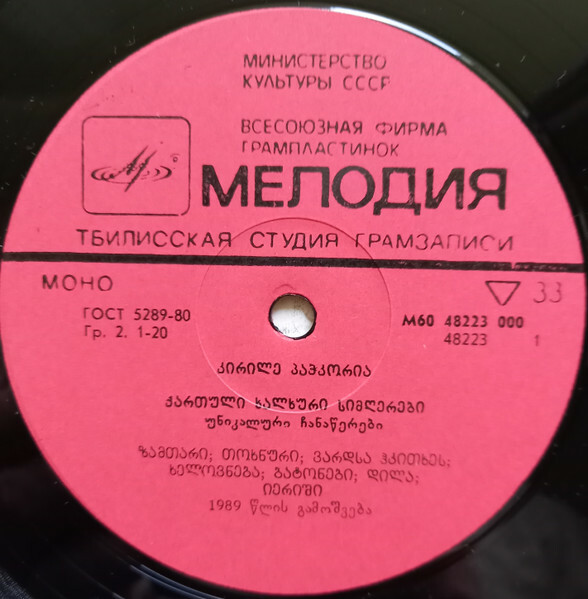 МИНИСТЕРСТВО
КУЛЬТУРЫ СССР
ВСЕСОЮЗНАЯ ФИРМА
ГРАМПЛАСТИНОК
МЕЛОДИЯ
ТБИЛИССКАЯ СТУДИЯ ГРАМЗАПИСИ
МОНО
33
ГОСТ 5289-80
Гр. 2. 1-20
М60 48223 000
48223 1
კირილე პაჭკორია
ქართული ხალხური სიმღერები
უნიკალური ჩანაწერები
ზამთარი; თოხნური; ვარდსა ჰკითხეს;
ხელოვნება; ბატონები; დილა;
იერიში
1989 წლის გამოშვება